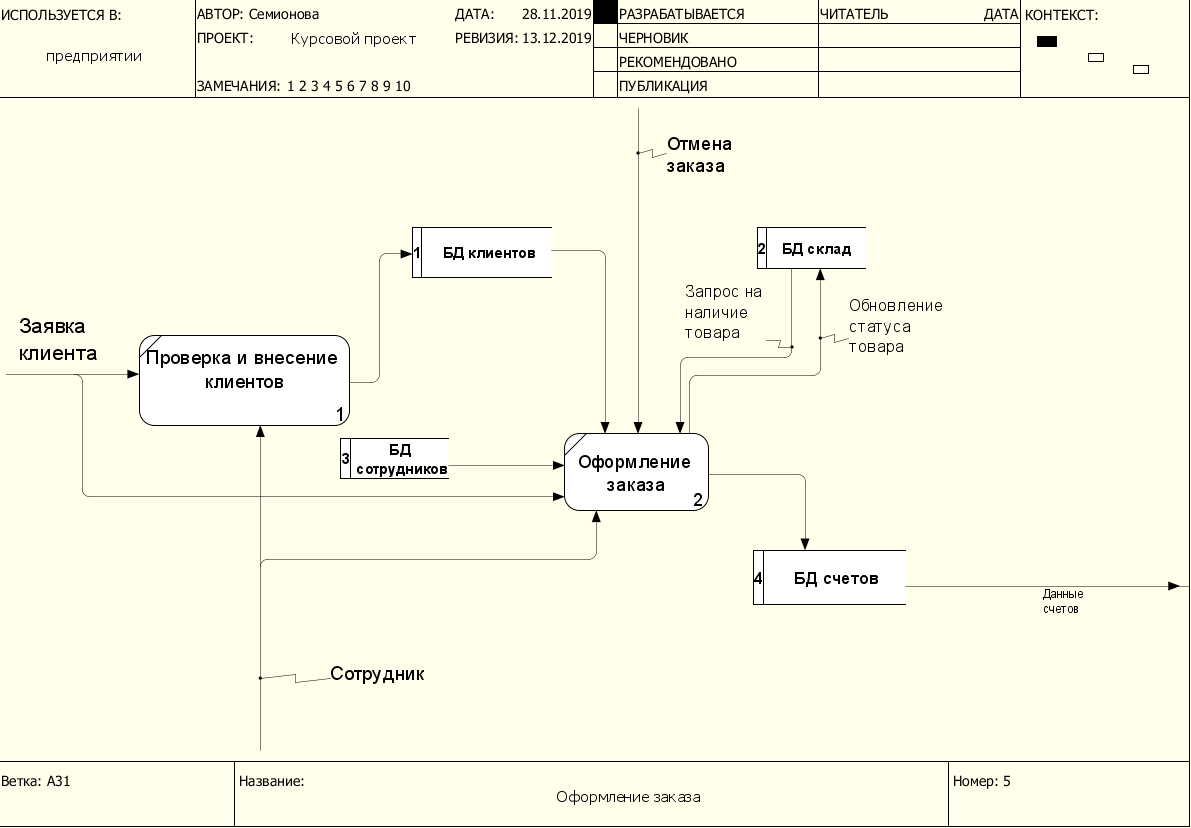 ИСПОЛЬЗУЕТСЯ В:
предприятии
АВТОР: Семионова
ДАТА: 28.11.2019
ПРОЕКТ: Курсовой проект
РЕВИЗИЯ: 13.12.2019
ЗАМЕЧАНИЯ: 1 2 3 4 5 6 7 8 9 10
РАЗРАБАТЫВАЕТСЯ
ЧЕРНОВИК
РЕКОМЕНДОВАНО
ПУБЛИКАЦИЯ
ЧИТАТЕЛЬ ДАТА
КОНТЕКСТ:
Отмена
заказа
1 БД клиентов
2 БД склад
Запрос на
наличие
товара
Обновление
статуса
товара
Заявка
клиента
Проверка и внесение
клиентов
1
3
БД
сотрудников
Оформление
заказа
2
4 БД счетов
Данные
счетов
Сотрудник
Ветка: A31
Название:
Оформление заказа
Номер: 5